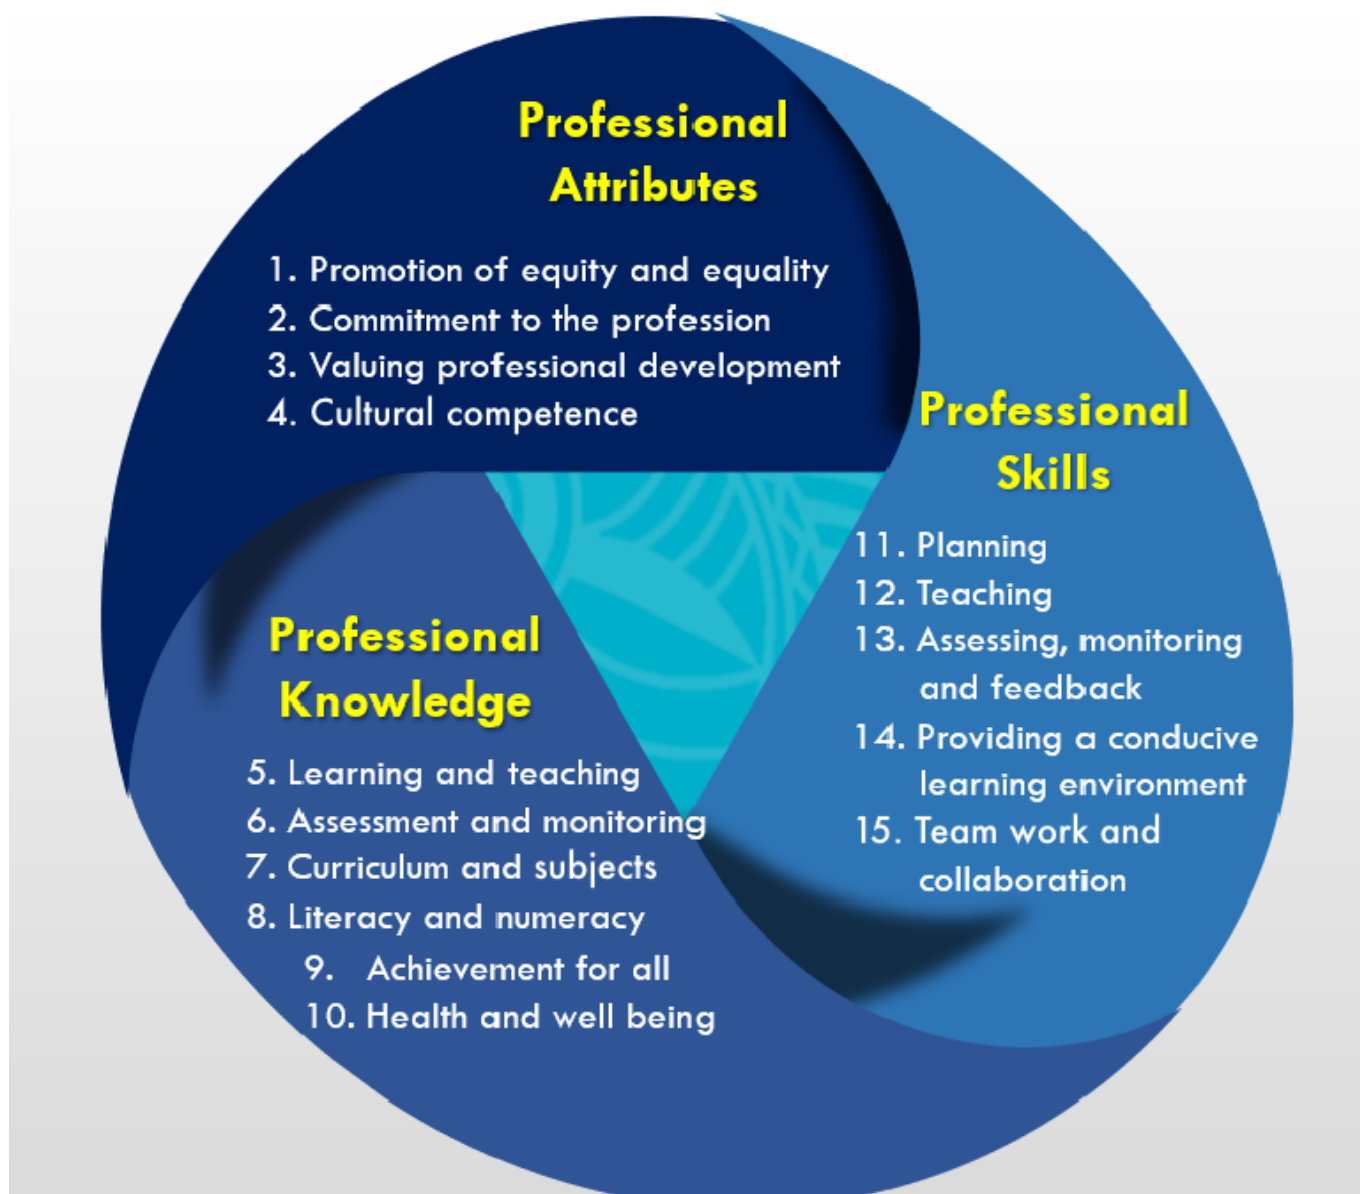 Professional
Attributes
1. Promotion of equity and equality
2. Commitment to the profession
3. Valuing professional development
4. Cultural competence
Professional
Knowledge
5. Learning and teaching
6. Assessment and monitoring
7. Curriculum and subjects
8. Literacy and numeracy
9. Achievement for all
10. Health and well being
Professional
Skills
11. Planning
12. Teaching
13. Assessing, monitoring
and feedback
14. Providing a conducive
learning environment
15. Team work and
collaboration